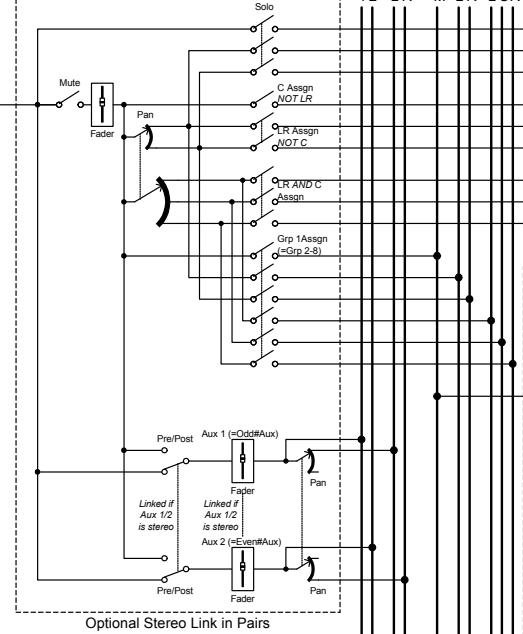 Solo
Mute
C Assgn
NOT LR
Pan
Fader
LR Assgn
NOT C
LR AND C
Assgn
Grp 1Assgn
(=Grp 2-8)
Aux 1 (=Odd#Aux)
Pre/Post
Fader
Pan
Linked if
Aux 1/2
is stereo
Linked if
Aux 1/2
is stereo
Aux 2 (=Even#Aux)
Pre/Post
Fader
Pan
Optional Stereo Link in Pairs